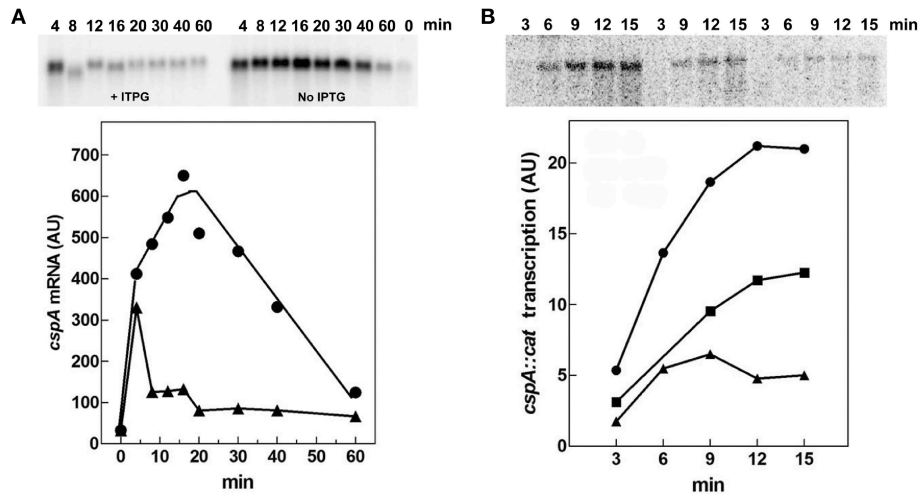 A
4 8 12 16 20 30 40 60 4 8 12 16 20 30 40 60 0 min
+ ITPG No IPTG
700
600
500
400
300
200
100
0
cspA mRNA (AU)
0 10 20 30 40 50 60
min
B
3 6 9 12 15 3 9 12 15 3 6 9 12 15 min
20
15
10
5
0
cspA::cat transcription (AU)
3 6 9 12 15
min